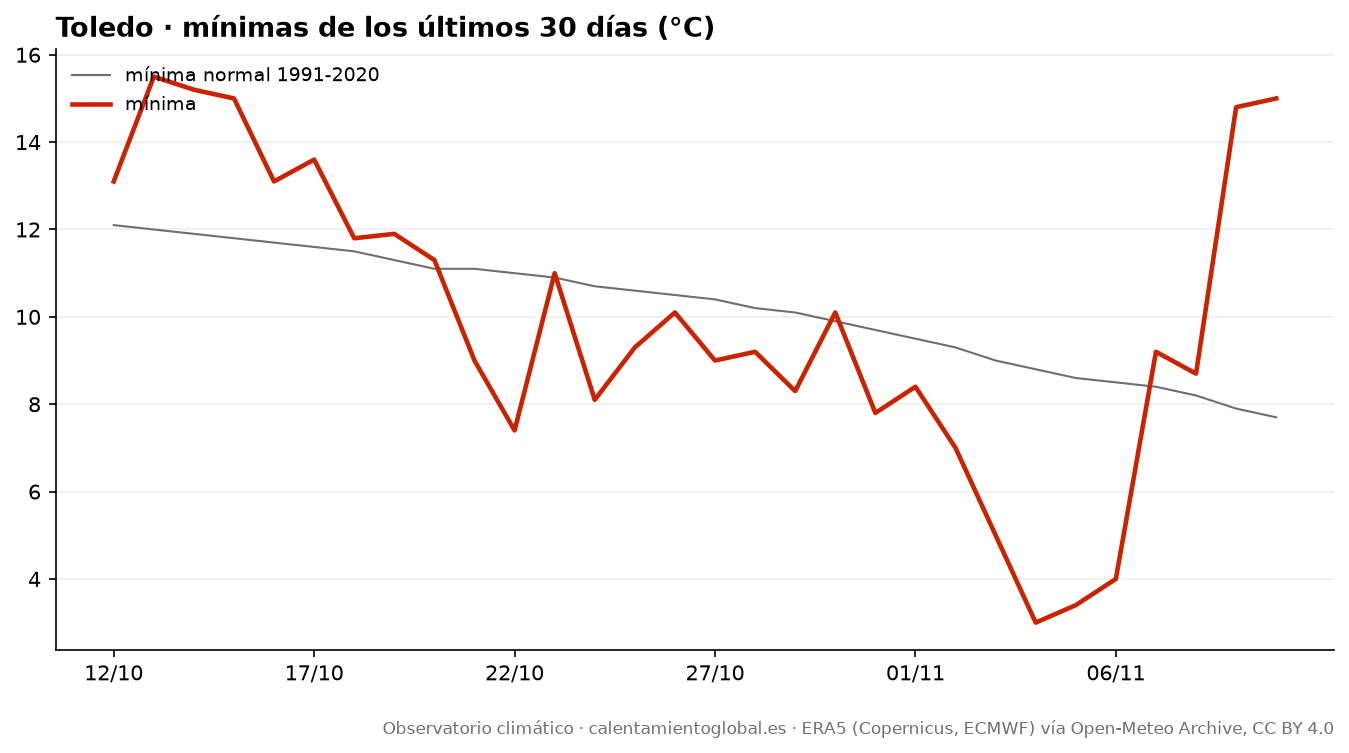 Toledo · mínimas de los últimos 30 días (°C)
16
mínima normal 1991-2020
mínima
14
12
10
8
6
4
12/10 17/10 22/10 27/10 01/11 06/11
Observatorio climático · calentamientoglobal.es · ERA5 (Copernicus, ECMWF) vía Open-Meteo Archive, CC BY 4.0